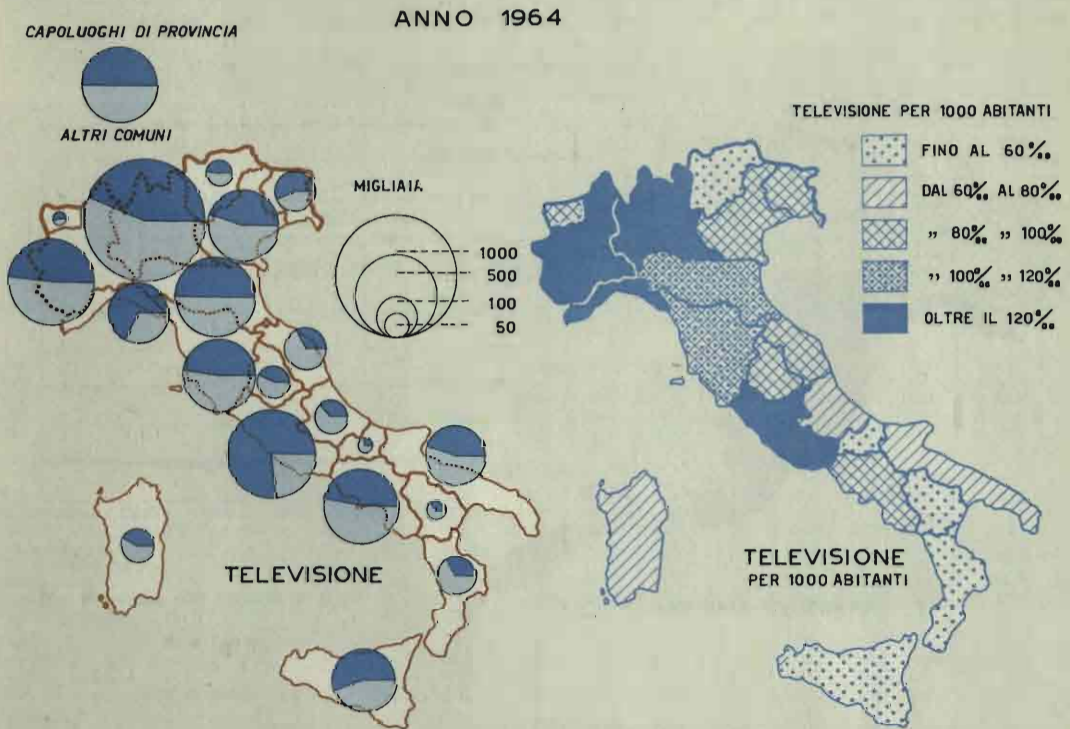 ANNO 1964
CAPOLUOGHI DI PROVINCIA
ALTRI COMUNI
MIGLIAIA
1000
500
100
50
TELEVISIONE
TELEVISIONE PER 1000 ABITANTI
FINO AL 60‰
DAL 60‰ AL 80‰
„ 80‰ „ 100‰
„ 100‰ „ 120‰
OLTRE IL 120‰
TELEVISIONE
PER 1000 ABITANTI